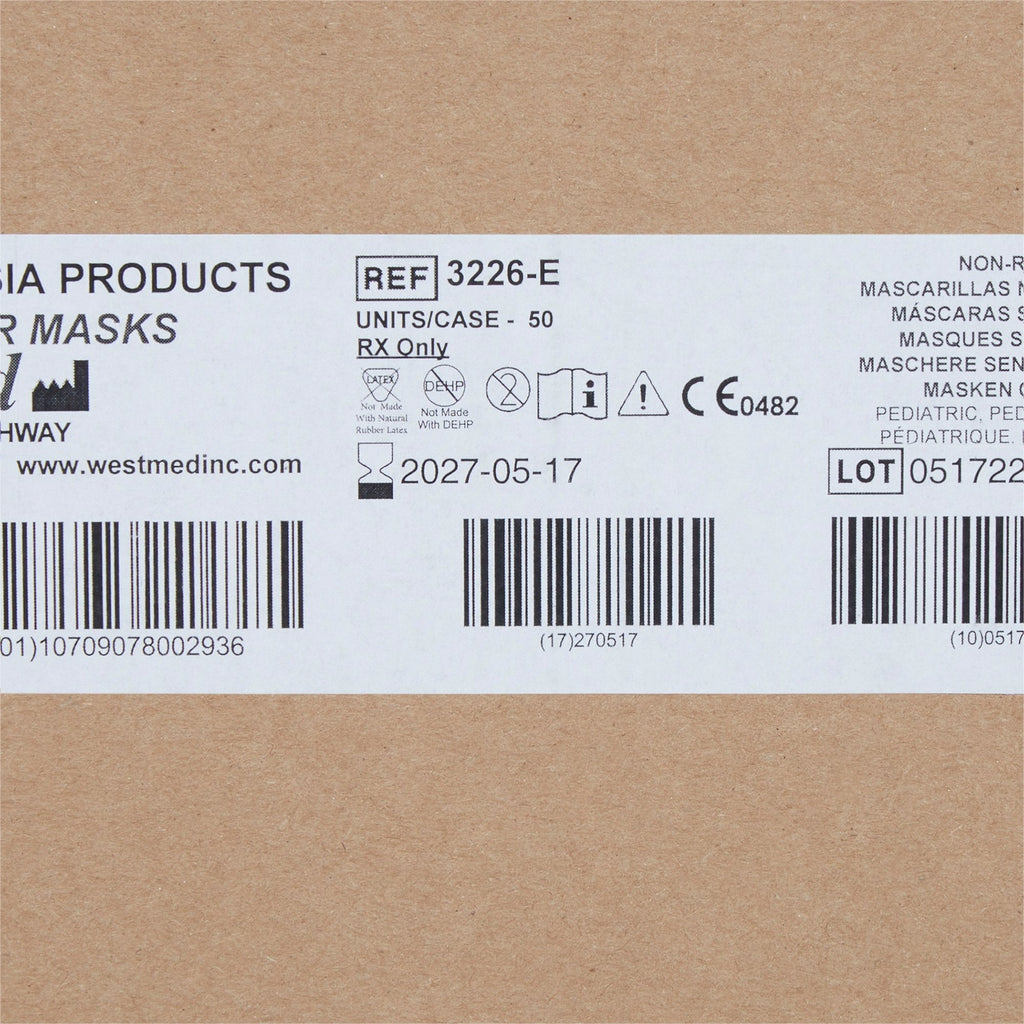 SIA PRODUCTS
R MASKS
d
HWAY
www.westmedinc.com
01)10709078002936
REF 3226-E
UNITS/CASE - 50
RX Only
LATEX
Not Made
With Natural
Rubber Latex
DEHP
Not Made
With DEHP
2
i
!
CE0482
2027-05-17
(17)270517
NON-R
MASCARILLAS N
MÁSCARAS S
MASQUES S
MASCHERE SEN
MASKEN
PEDIATRIC, PED
PÉDIATRIQUE.
LOT 051722
(10)0517